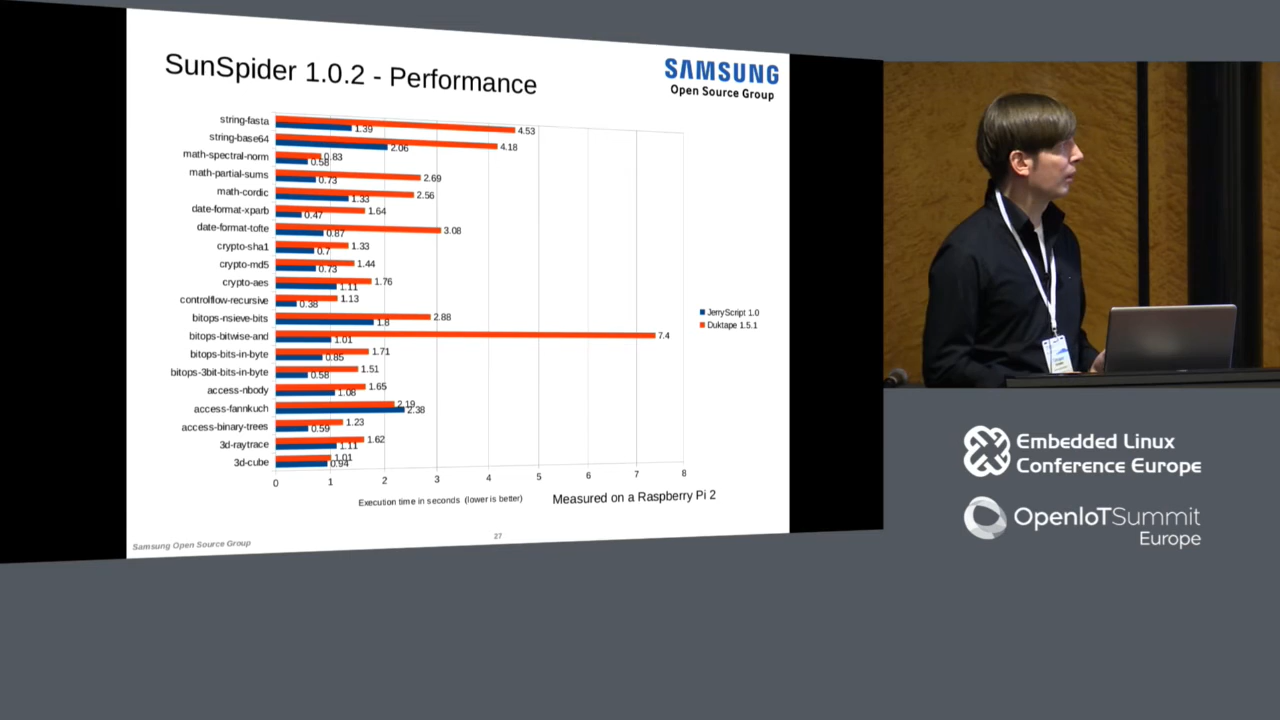 SunSpider 1.0.2 - Performance
SAMSUNG
Open Source Group
string-fasta 4.53
1.39
string-base64 4.18
2.06
math-spectral-norm 0.83
0.58
math-partial-sums 2.69
0.73
math-cordic 2.56
1.33
date-format-xparb 1.64
0.47
date-format-tofte 3.08
0.87
crypto-sha1 1.33
0.7
crypto-md5 1.44
0.73
crypto-aes 1.76
1.11
controlflow-recursive 1.13
0.38
bitops-nsieve-bits 2.88
1.8
bitops-bitwise-and 7.4
1.01
bitops-bits-in-byte 1.71
0.85
bitops-3bit-bits-in-byte 1.51
0.58
access-nbody 1.65
1.08
access-fannkuch 2.19
2.38
access-binary-trees 1.23
0.59
3d-raytrace 1.62
1.11
3d-cube 1.01
0.94
0 1 2 3 4 5 6 7 8
JerryScript 1.0
Duktape 1.5.1
Execution time in seconds (lower is better)
Measured on a Raspberry Pi 2
Samsung Open Source Group
27
Embedded Linux
Conference Europe
OpenIoTSummit
Europe